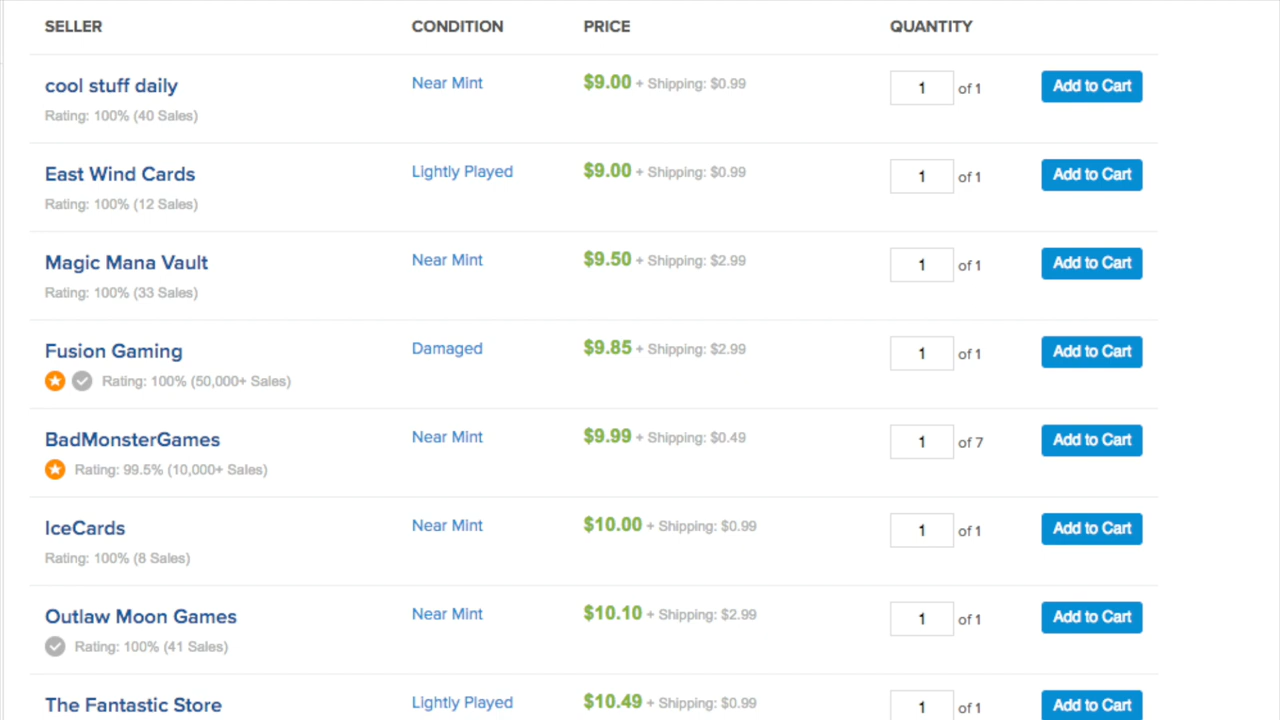 SELLER CONDITION PRICE QUANTITY
cool stuff daily Near Mint $9.00 + Shipping: $0.99 1 of 1 Add to Cart
Rating: 100% (40 Sales)
East Wind Cards Lightly Played $9.00 + Shipping: $0.99 1 of 1 Add to Cart
Rating: 100% (12 Sales)
Magic Mana Vault Near Mint $9.50 + Shipping: $2.99 1 of 1 Add to Cart
Rating: 100% (33 Sales)
Fusion Gaming Damaged $9.85 + Shipping: $2.99 1 of 1 Add to Cart
Rating: 100% (50,000+ Sales)
BadMonsterGames Near Mint $9.99 + Shipping: $0.49 1 of 7 Add to Cart
Rating: 99.5% (10,000+ Sales)
IceCards Near Mint $10.00 + Shipping: $0.99 1 of 1 Add to Cart
Rating: 100% (8 Sales)
Outlaw Moon Games Near Mint $10.10 + Shipping: $2.99 1 of 1 Add to Cart
Rating: 100% (41 Sales)
The Fantastic Store Lightly Played $10.49 + Shipping: $0.99 1 of 1 Add to Cart